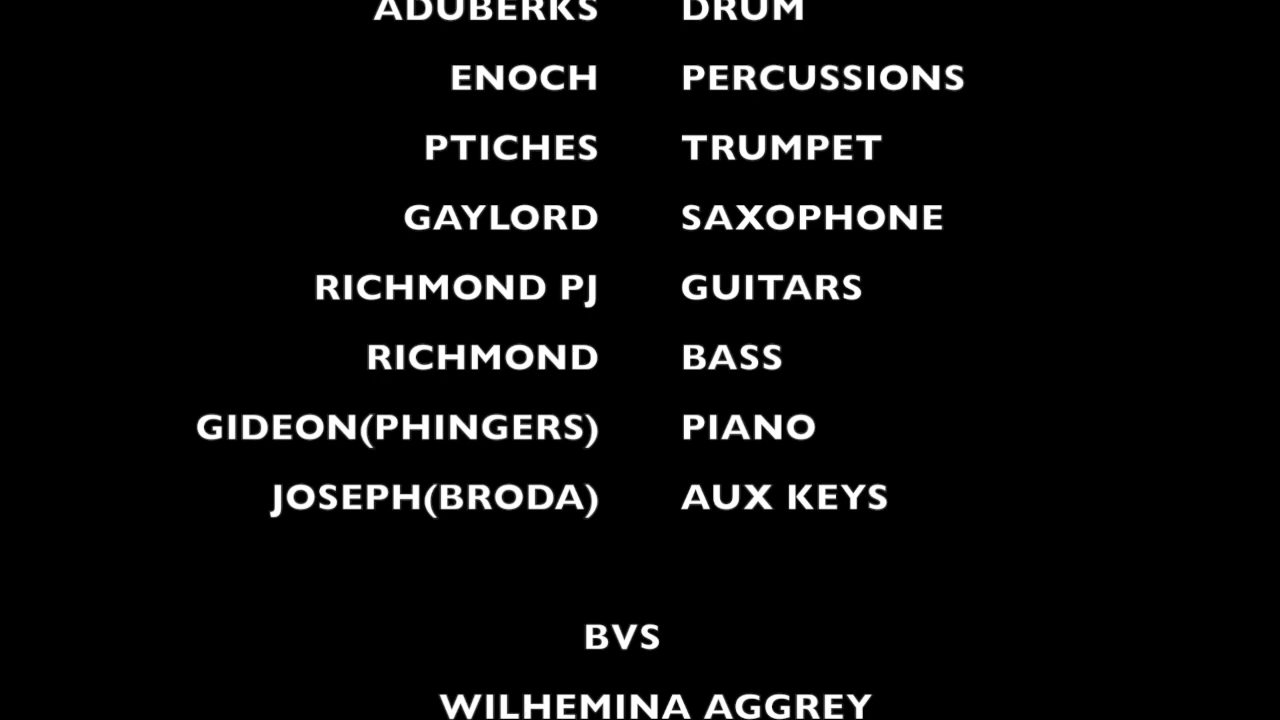 ADUBERKS DRUM
ENOCH PERCUSSIONS
PTICHES TRUMPET
GAYLORD SAXOPHONE
RICHMOND PJ GUITARS
RICHMOND BASS
GIDEON(PHINGERS) PIANO
JOSEPH(BRODA) AUX KEYS
BVS
WILHEMINA AGGREY